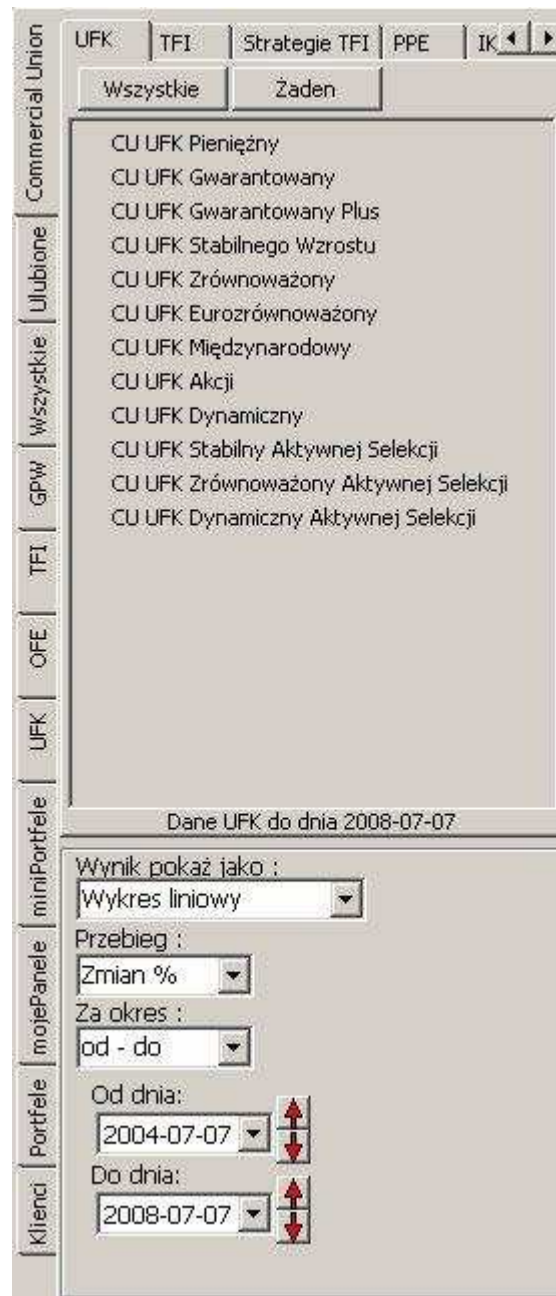 UFK
TFI
Strategie TFI
PPE
IK
Wszystkie
Żaden
CU UFK Pieniężny
CU UFK Gwarantowany
CU UFK Gwarantowany Plus
CU UFK Stabilnego Wzrostu
CU UFK Zrównoważony
CU UFK Eurozrównoważony
CU UFK Międzynarodowy
CU UFK Akcji
CU UFK Dynamiczny
CU UFK Stabilny Aktywnej Selekcji
CU UFK Zrównoważony Aktywnej Selekcji
CU UFK Dynamiczny Aktywnej Selekcji
Dane UFK do dnia 2008-07-07
Commercial Union
Ulubione
Wszystkie
GPW
TFI
OFE
UFK
miniPortfele
mojePanele
Portfele
Klienci
Wynik pokaż jako :
Wykres liniowy
Przebieg :
Zmian %
Za okres :
od - do
Od dnia:
2004-07-07
Do dnia:
2008-07-07